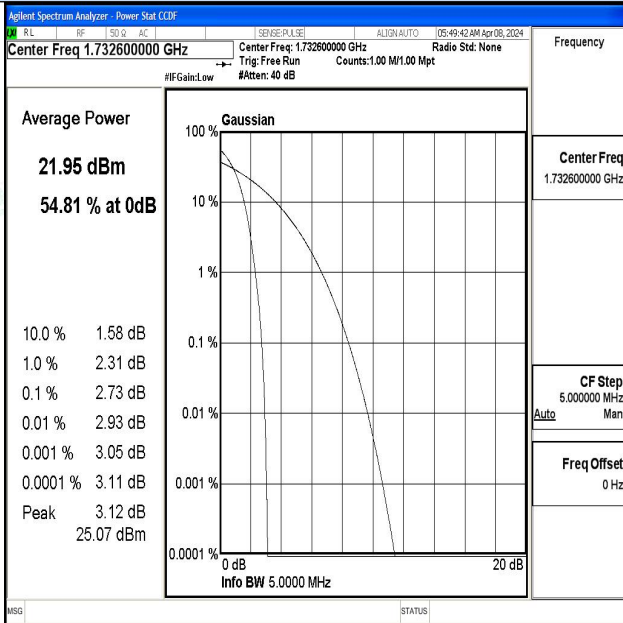 Agilent Spectrum Analyzer - Power Stat CCDF
LXI RL RF 50 Ω AC SENSE:PULSE ALIGN AUTO 05:49:42 AM Apr 08, 2024
Center Freq 1.732600000 GHz
Center Freq: 1.732600000 GHz Radio Std: None
Trig: Free Run Counts:1.00 M/1.00 Mpt
#IFGain:Low #Atten: 40 dB
Average Power
21.95 dBm
54.81 % at 0dB
10.0 % 1.58 dB
1.0 % 2.31 dB
0.1 % 2.73 dB
0.01 % 2.93 dB
0.001 % 3.05 dB
0.0001 % 3.11 dB
Peak 3.12 dB
25.07 dBm
Gaussian
100 %
10 %
1 %
0.1 %
0.01 %
0.001 %
0.0001 %
0 dB 20 dB
Info BW 5.0000 MHz
Frequency
Center Freq
1.732600000 GHz
CF Step
5.000000 MHz
Auto Man
Freq Offset
0 Hz
MSG STATUS